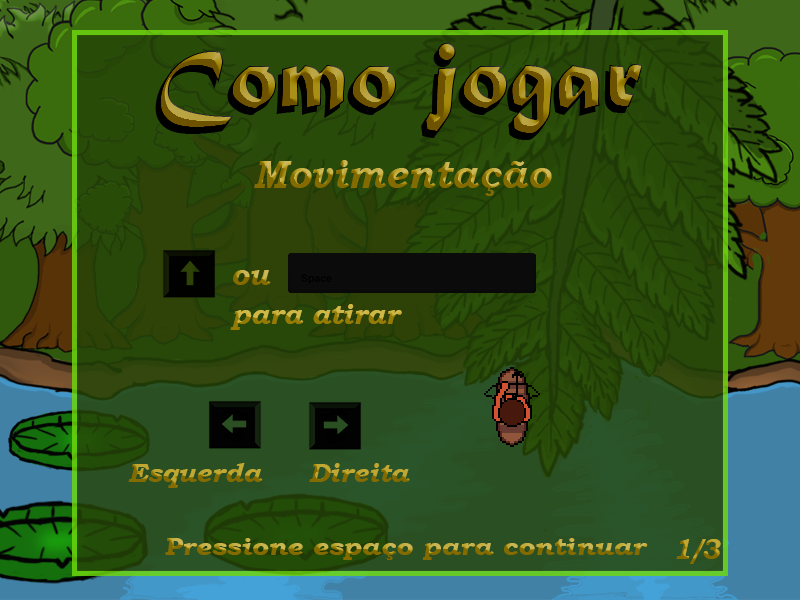 Como jogar
Movimentação
ou Space
para atirar
Esquerda Direita
Pressione espaço para continuar 1/3